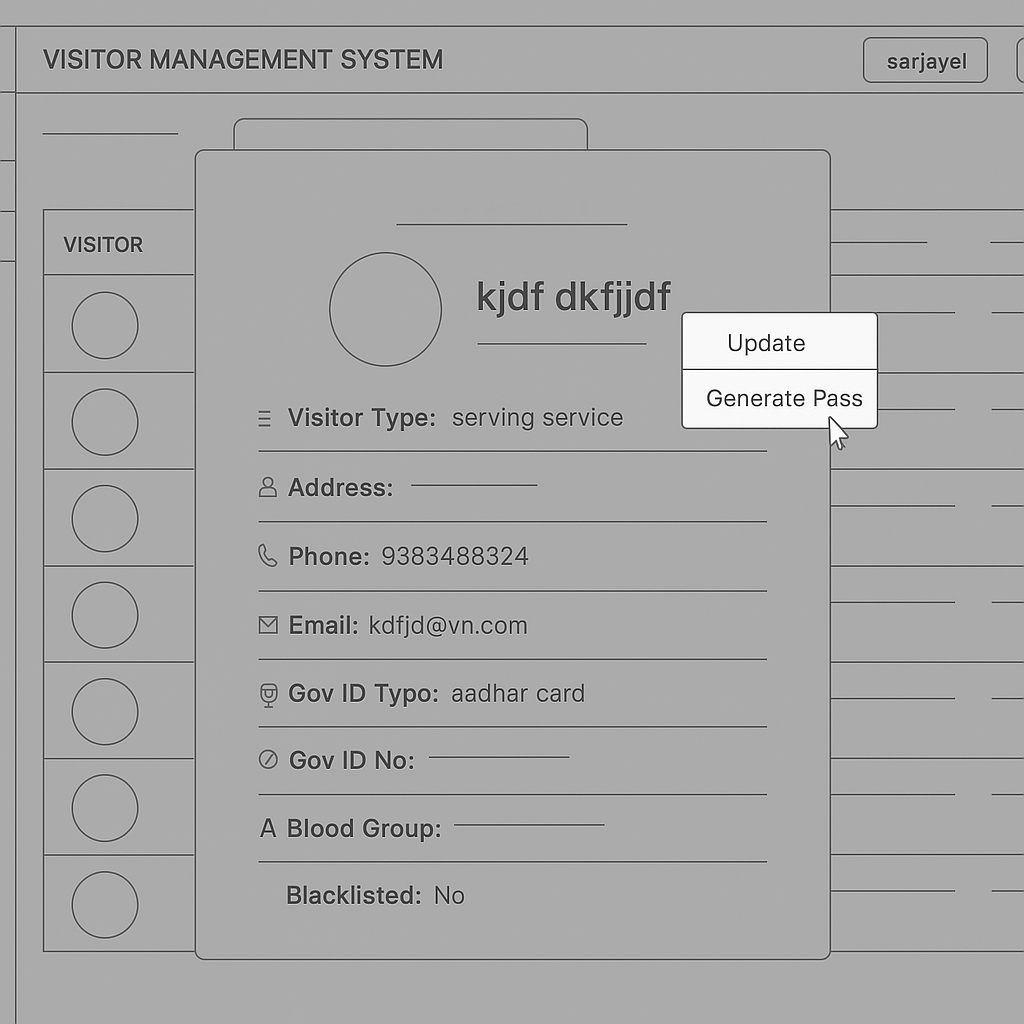 VISITOR MANAGEMENT SYSTEM
sarjayel
VISITOR
kjdf dkfjjdf
Update
Generate Pass
Visitor Type: serving service
Address:
Phone: 9383488324
Email: kdfjd@vn.com
Gov ID Typo: aadhar card
Gov ID No:
A Blood Group:
Blacklisted: No